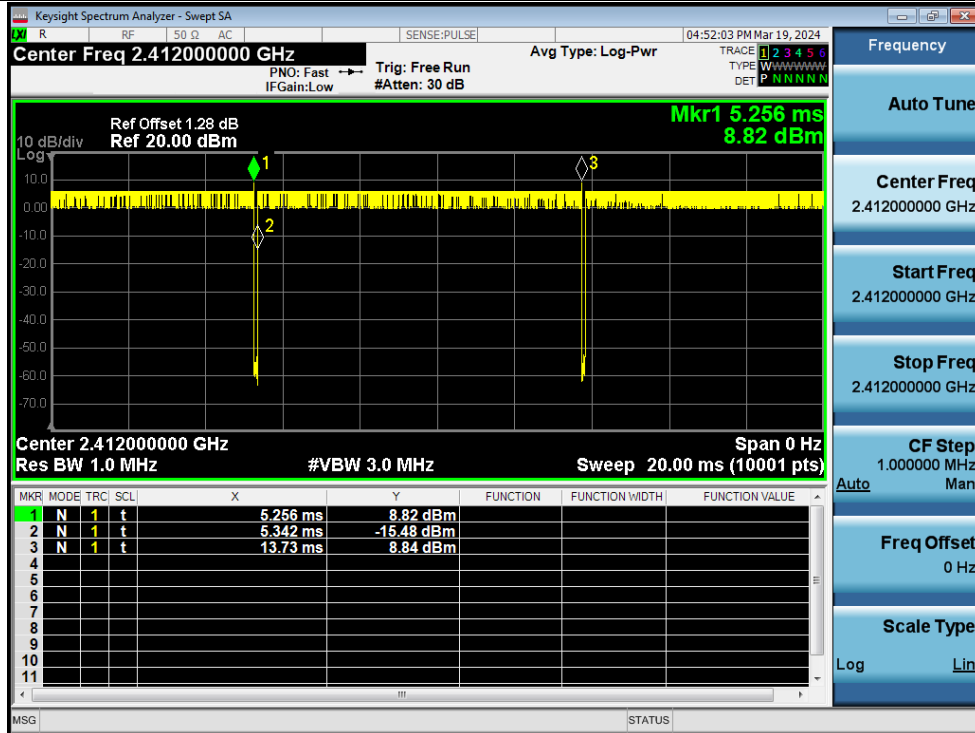 Keysight Spectrum Analyzer - Swept SA
LXI R RF 50 Ω AC SENSE:PULSE 04:52:03 PM Mar 19, 2024
Center Freq 2.412000000 GHz
Avg Type: Log-Pwr
TRACE 1 2 3 4 5 6
TYPE W
DET P N N N N N
PNO: Fast
IFGain:Low
Trig: Free Run
#Atten: 30 dB
Mkr1 5.256 ms
8.82 dBm
Ref Offset 1.28 dB
10 dB/div Ref 20.00 dBm
Log
1
3
10.0
0.00
2
-10.0
-20.0
-30.0
-40.0
-50.0
-60.0
-70.0
Center 2.412000000 GHz Span 0 Hz
Res BW 1.0 MHz #VBW 3.0 MHz Sweep 20.00 ms (10001 pts)
MKR MODE TRC SCL X Y FUNCTION FUNCTION WIDTH FUNCTION VALUE
1 N 1 t 5.256 ms 8.82 dBm
2 N 1 t 5.342 ms -15.48 dBm
3 N 1 t 13.73 ms 8.84 dBm
4
5
6
7
8
9
10
11
MSG STATUS
Frequency
Auto Tune
Center Freq
2.412000000 GHz
Start Freq
2.412000000 GHz
Stop Freq
2.412000000 GHz
CF Step
1.000000 MHz
Auto Man
Freq Offset
0 Hz
Scale Type
Log Lin